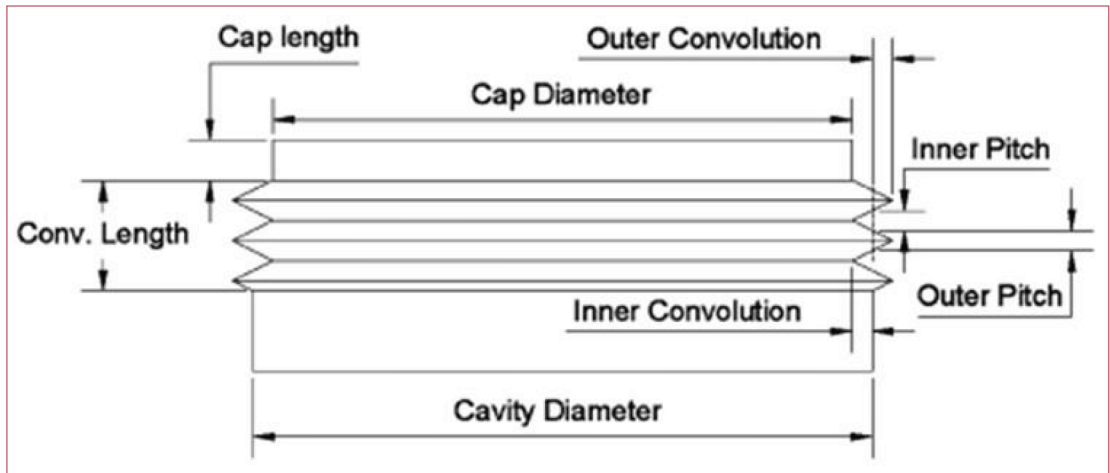 Cap length
Outer Convolution
Cap Diameter
Inner Pitch
Conv. Length
Outer Pitch
Inner Convolution
Cavity Diameter